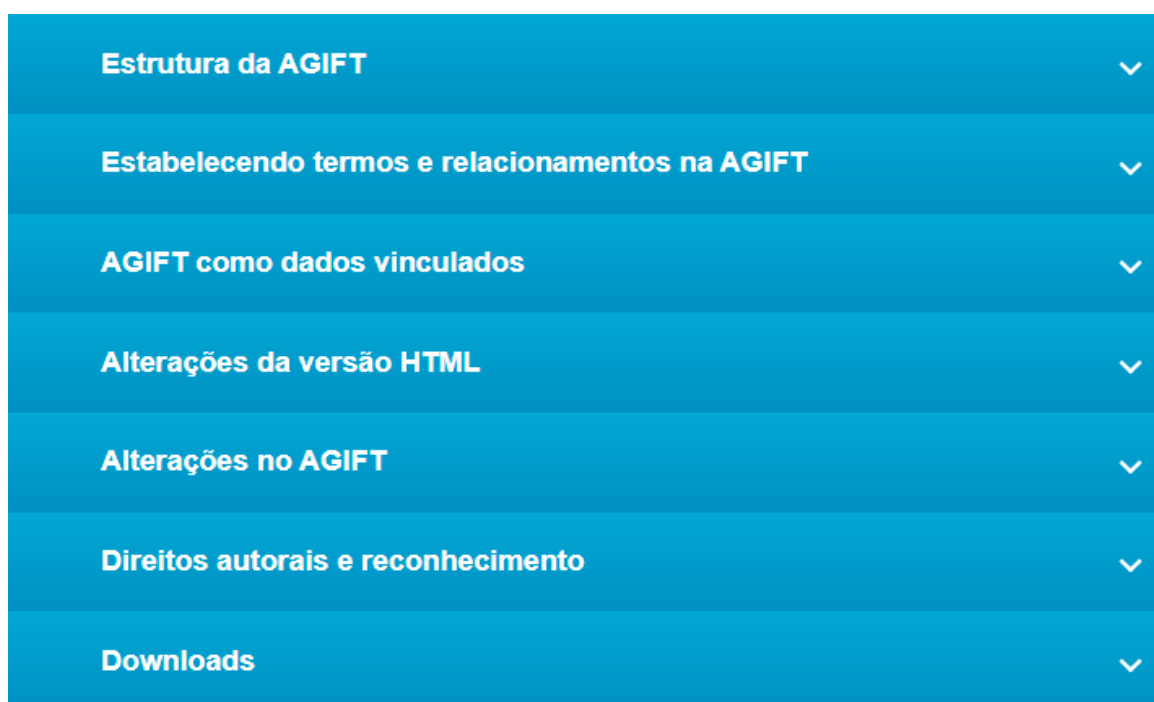 Estrutura da AGIFT
Estabelecendo termos e relacionamentos na AGIFT
AGIFT como dados vinculados
Alterações da versão HTML
Alterações no AGIFT
Direitos autorais e reconhecimento
Downloads